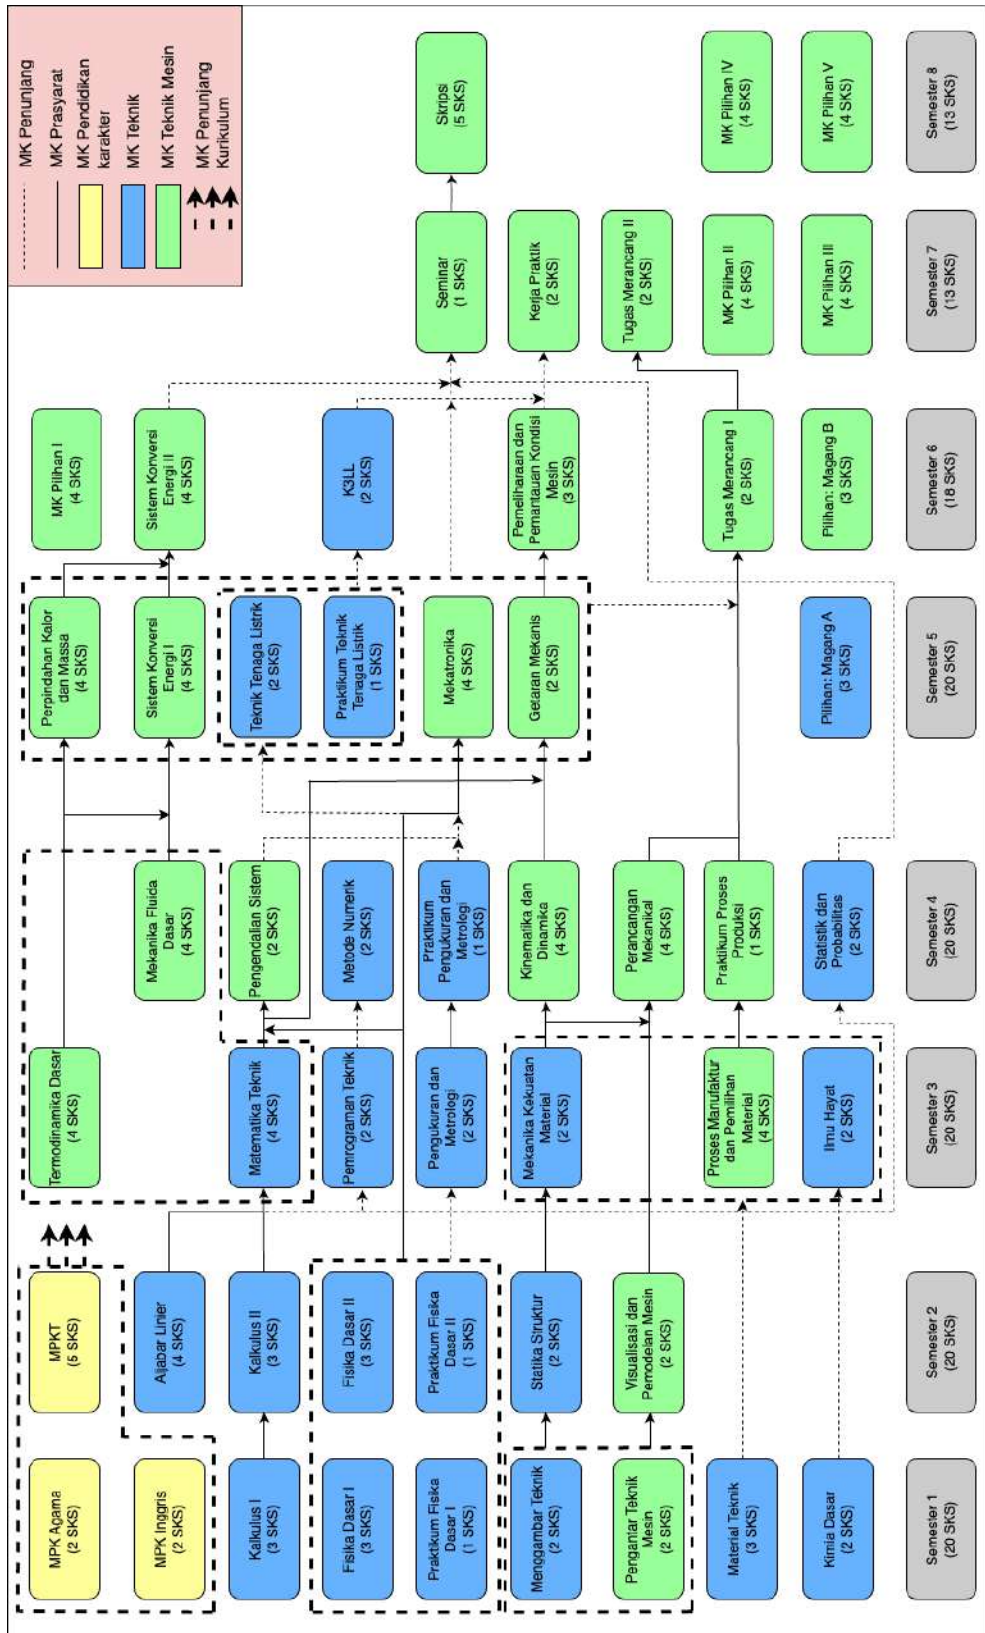 MPK Agama
(2 SKS)
MPK Inggris
(2 SKS)
Kalkulus I
(3 SKS)
Fisika Dasar I
(3 SKS)
Praktikum Fisika
Dasar I
(1 SKS)
Menggambar Teknik
(2 SKS)
Pengantar Teknik
Mesin
(2 SKS)
Material Teknik
(3 SKS)
Kimia Dasar
(2 SKS)
Semester 1
(20 SKS)
MPKT
(5 SKS)
Aljabar Linier
(4 SKS)
Kalkulus II
(3 SKS)
Fisika Dasar II
(3 SKS)
Praktikum Fisika
Dasar II
(1 SKS)
Statika Struktur
(2 SKS)
Visualisasi dan
Pemodelan Mesin
(2 SKS)
Semester 2
(20 SKS)
Termodinamika Dasar
(4 SKS)
Matematika Teknik
(4 SKS)
Pemrograman Teknik
(2 SKS)
Pengukuran dan
Metrologi
(2 SKS)
Mekanika Kekuatan
Material
(2 SKS)
Proses Manufaktur
dan Pemilihan
Material
(4 SKS)
Ilmu Hayat
(2 SKS)
Semester 3
(20 SKS)
Mekanika Fluida
Dasar
(4 SKS)
Pengendalian Sistem
(2 SKS)
Metode Numerik
(2 SKS)
Praktikum
Pengukuran dan
Metrologi
(1 SKS)
Kinematika dan
Dinamika
(4 SKS)
Perancangan
Mekanikal
(4 SKS)
Praktikum Proses
Produksi
(1 SKS)
Statistik dan
Probabilitas
(2 SKS)
Semester 4
(20 SKS)
Perpindahan Kalor
dan Massa
(4 SKS)
Sistem Konversi
Energi I
(4 SKS)
Teknik Tenaga Listrik
(2 SKS)
Praktikum Teknik
Tenaga Listrik
(1 SKS)
Mekatronika
(4 SKS)
Getaran Mekanis
(2 SKS)
Pilihan: Magang A
(3 SKS)
Semester 5
(20 SKS)
MK Pilihan I
(4 SKS)
Sistem Konversi
Energi II
(4 SKS)
K3LL
(2 SKS)
Pemeliharaan dan
Pemantauan Kondisi
Mesin
(3 SKS)
Tugas Merancang I
(2 SKS)
Pilihan: Magang B
(3 SKS)
Semester 6
(18 SKS)
Seminar
(1 SKS)
Kerja Praktik
(2 SKS)
Tugas Merancang II
(2 SKS)
MK Pilihan II
(4 SKS)
MK Pilihan III
(4 SKS)
Semester 7
(13 SKS)
Skripsi
(5 SKS)
MK Pilihan IV
(4 SKS)
MK Pilihan V
(4 SKS)
Semester 8
(13 SKS)
MK Penunjang
MK Prasyarat
MK Pendidikan
karakter
MK Teknik
MK Teknik Mesin
MK Penunjang
Kurikulum